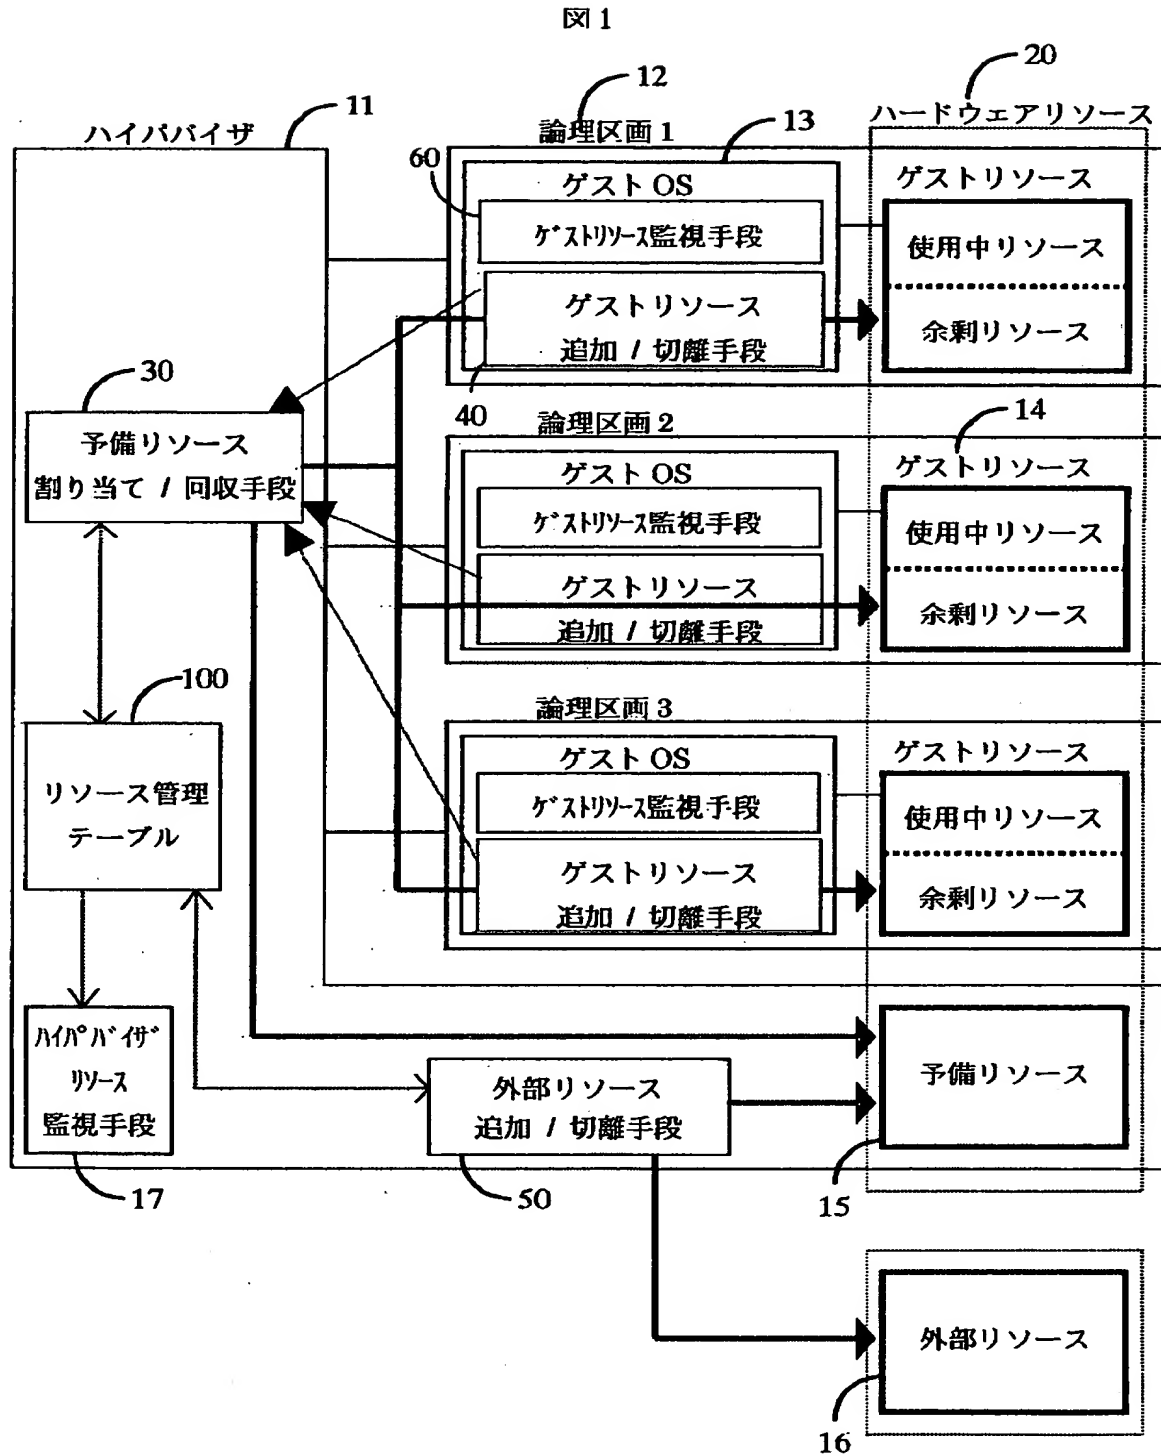 図1
20
12
ハードウェアリソース
11
ハイパバイザ
論理区画1
13
60
ゲストOS
ゲストリソース監視手段
ゲストリソース
追加 / 切離手段
40
ゲストリソース
使用中リソース
余剰リソース
30
予備リソース
割り当て / 回収手段
論理区画2
14
ゲストOS
ゲストリソース監視手段
ゲストリソース
追加 / 切離手段
ゲストリソース
使用中リソース
余剰リソース
100
リソース管理
テーブル
論理区画3
ゲストOS
ゲストリソース監視手段
ゲストリソース
追加 / 切離手段
ゲストリソース
使用中リソース
余剰リソース
ハイパバイザ
リソース
監視手段
17
外部リソース
追加 / 切離手段
50
予備リソース
15
外部リソース
16